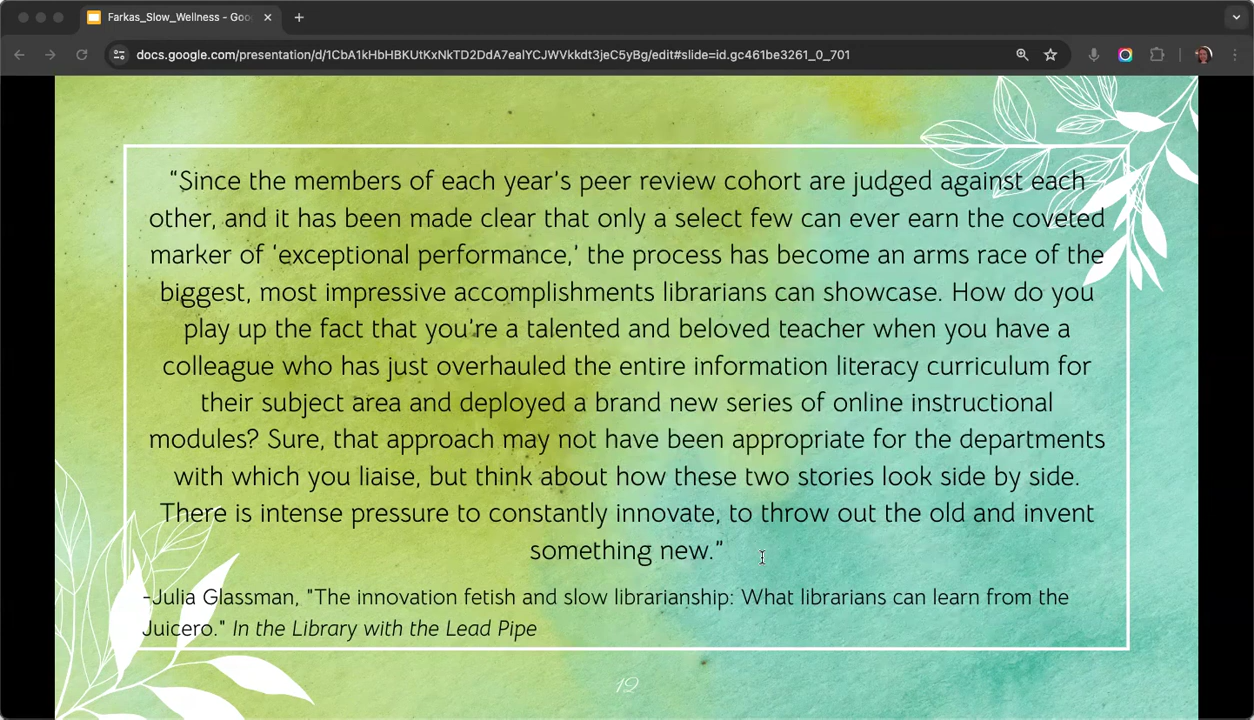 Farkas_Slow_Wellness - Goo
docs.google.com/presentation/d/1CbA1kHbHBKUtKxNkTD2DdA7ealYCJWVkkdt3jeC5yBg/edit#slide=id.gc461be3261_0_701
“Since the members of each year’s peer review cohort are judged against each
other, and it has been made clear that only a select few can ever earn the coveted
marker of ‘exceptional performance,’ the process has become an arms race of the
biggest, most impressive accomplishments librarians can showcase. How do you
play up the fact that you’re a talented and beloved teacher when you have a
colleague who has just overhauled the entire information literacy curriculum for
their subject area and deployed a brand new series of online instructional
modules? Sure, that approach may not have been appropriate for the departments
with which you liaise, but think about how these two stories look side by side.
There is intense pressure to constantly innovate, to throw out the old and invent
something new.”
-Julia Glassman, "The innovation fetish and slow librarianship: What librarians can learn from the
Juicero." In the Library with the Lead Pipe
12